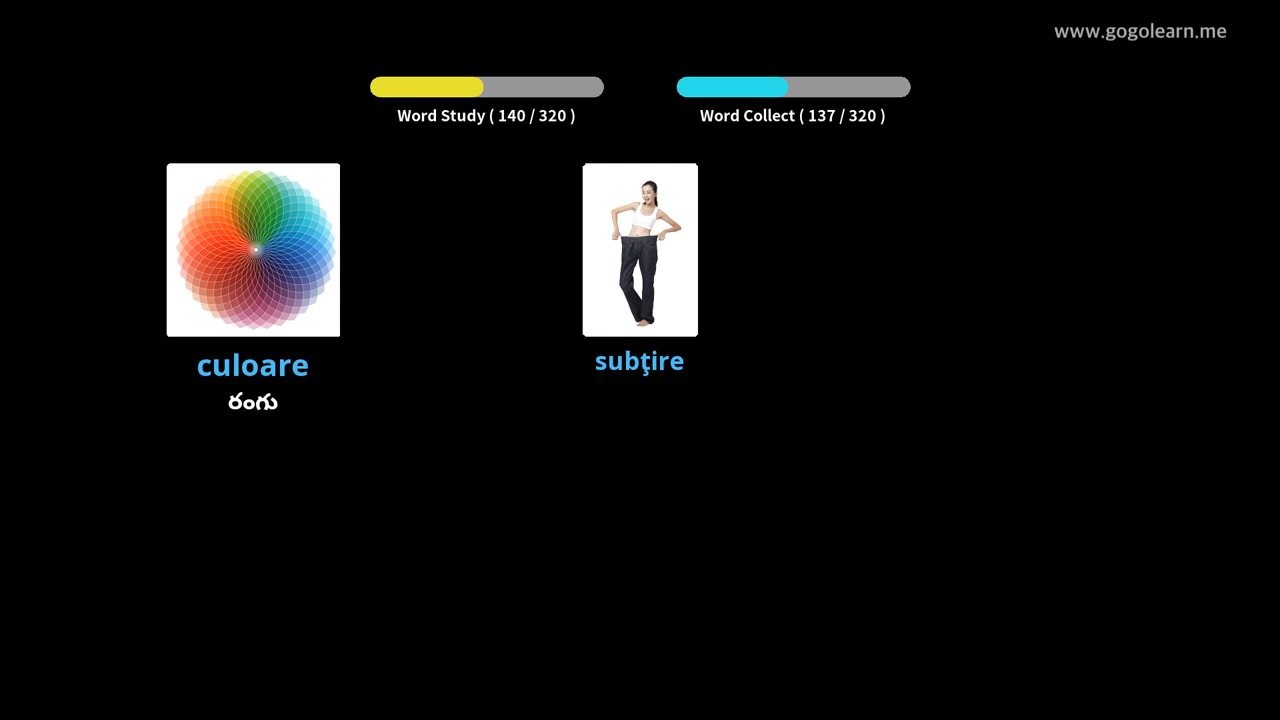 www.gogolearn.me
Word Study ( 140 / 320 )
Word Collect ( 137 / 320 )
culoare
రంగు
subţire